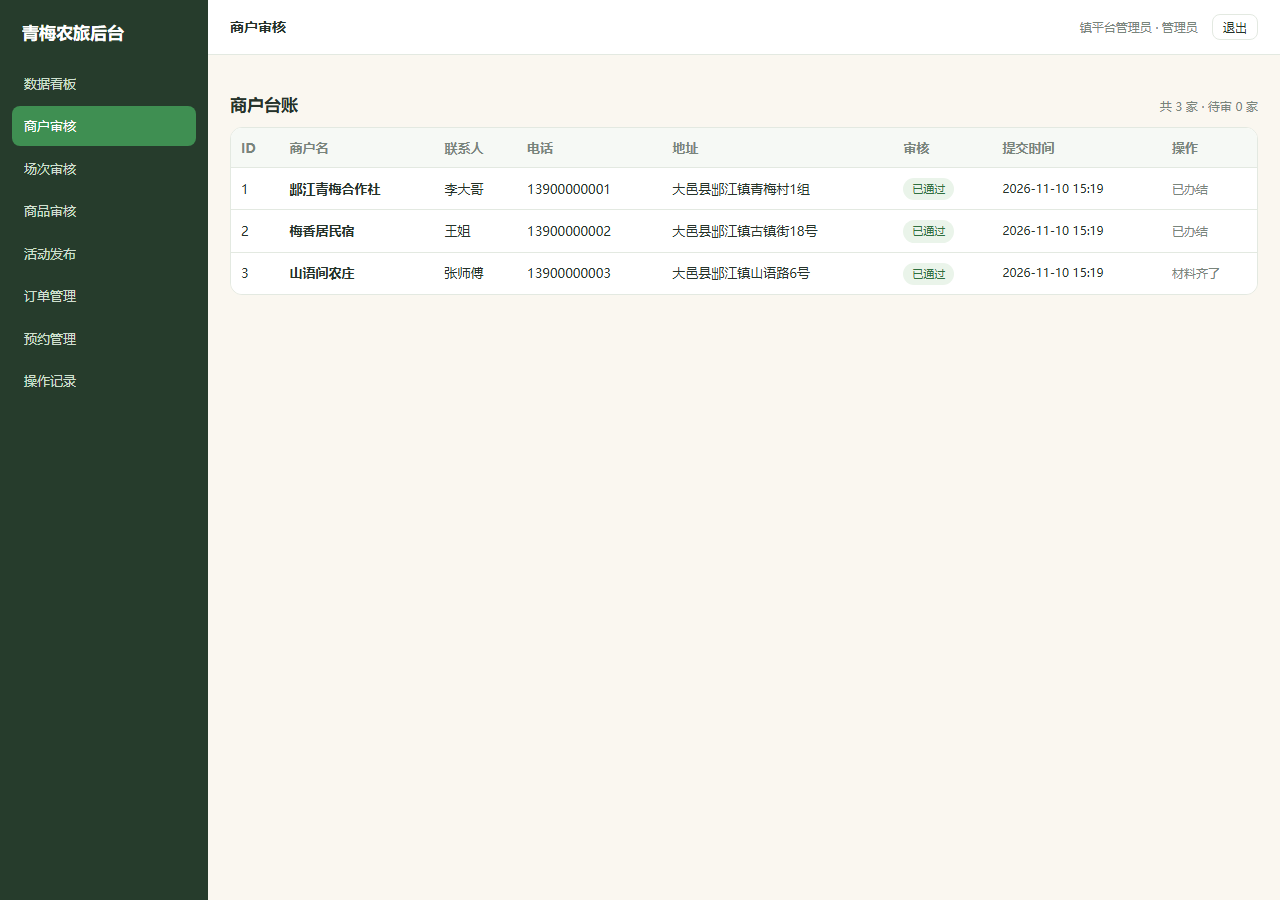 青梅农旅后台
数据看板
商户审核
场次审核
商品审核
活动发布
订单管理
预约管理
操作记录
商户审核
镇平台管理员 · 管理员 退出
商户台账
共 3 家 · 待审 0 家
ID 商户名 联系人 电话 地址 审核 提交时间 操作
1 䢺江青梅合作社 李大哥 13900000001 大邑县䢺江镇青梅村1组 已通过 2026-11-10 15:19 已办结
2 梅香居民宿 王姐 13900000002 大邑县䢺江镇古镇街18号 已通过 2026-11-10 15:19 已办结
3 山语间农庄 张师傅 13900000003 大邑县䢺江镇山语路6号 已通过 2026-11-10 15:19 材料齐了